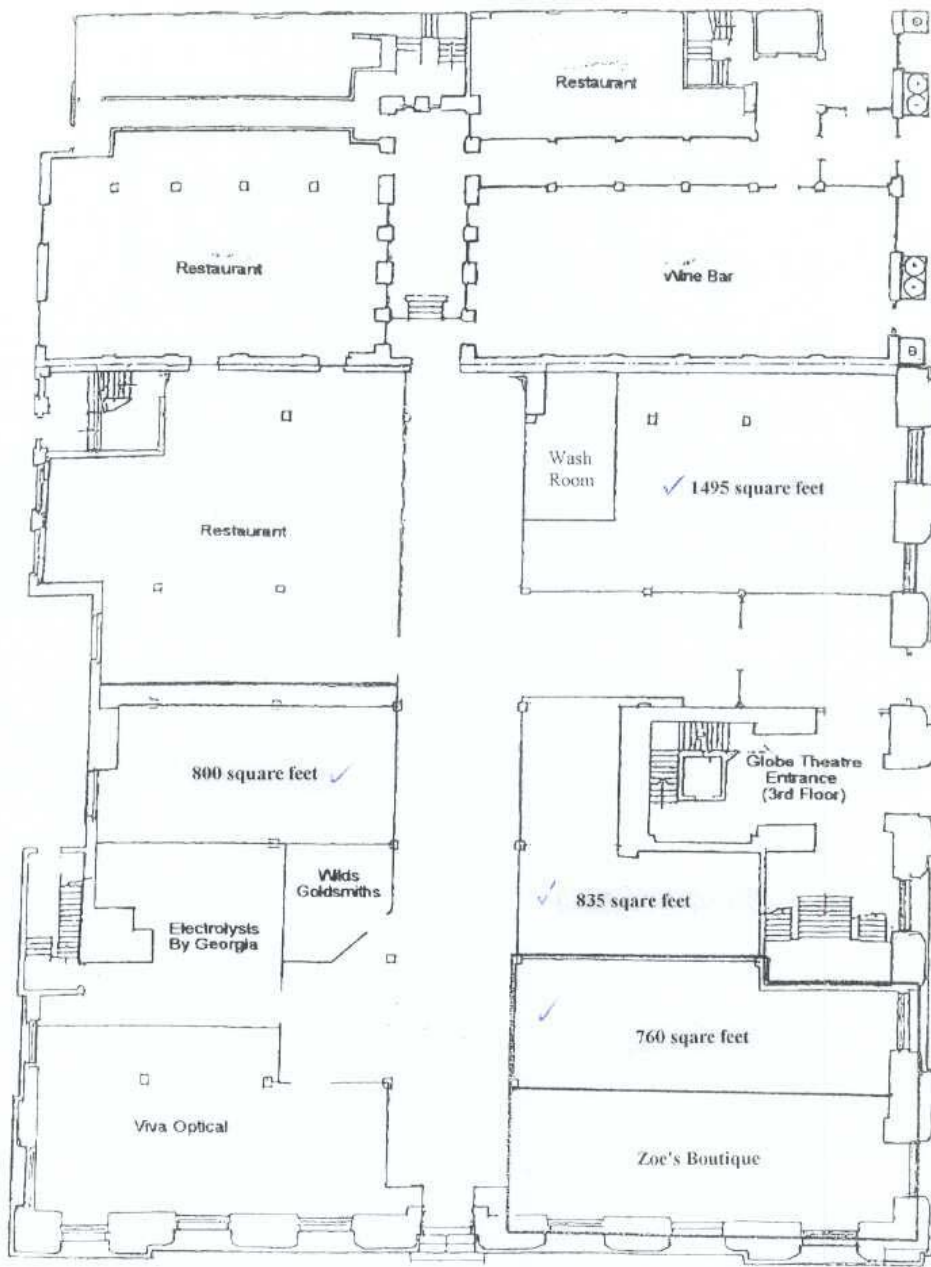 Restaurant
Restaurant
Wine Bar
Wash
Room
1495 square feet
Restaurant
800 square feet
Globe Theatre
Entrance
(3rd Floor)
Wilds
Goldsmiths
835 sqare feet
Electrolysis
By Georgia
760 sqare feet
Viva Optical
Zoe's Boutique